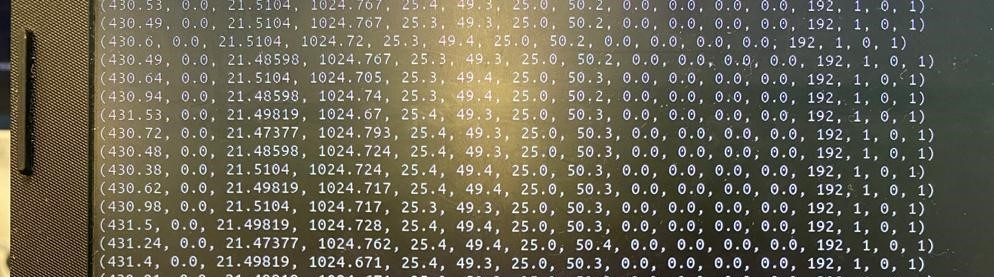 (430.53, 0.0, 21.5104, 1024.767, 25.4, 49.3, 25.0, 50.3, 0.0, 0.0, 0.0, 0.0, 192, 1, 0, 1)
(430.49, 0.0, 21.5104, 1024.767, 25.4, 49.3, 25.0, 50.2, 0.0, 0.0, 0.0, 0.0, 192, 1, 0, 1)
(430.6, 0.0, 21.5104, 1024.72, 25.3, 49.4, 25.0, 50.2, 0.0, 0.0, 0.0, 0.0, 192, 1, 0, 1)
(430.49, 0.0, 21.48598, 1024.767, 25.3, 49.3, 25.0, 50.2, 0.0, 0.0, 0.0, 0.0, 192, 1, 0, 1)
(430.64, 0.0, 21.5104, 1024.705, 25.3, 49.4, 25.0, 50.3, 0.0, 0.0, 0.0, 0.0, 192, 1, 0, 1)
(430.94, 0.0, 21.48598, 1024.74, 25.3, 49.4, 25.0, 50.2, 0.0, 0.0, 0.0, 0.0, 192, 1, 0, 1)
(431.53, 0.0, 21.49819, 1024.67, 25.4, 49.3, 25.0, 50.3, 0.0, 0.0, 0.0, 0.0, 192, 1, 0, 1)
(430.72, 0.0, 21.47377, 1024.793, 25.4, 49.3, 25.0, 50.3, 0.0, 0.0, 0.0, 0.0, 192, 1, 0, 1)
(430.48, 0.0, 21.48598, 1024.724, 25.4, 49.3, 25.0, 50.3, 0.0, 0.0, 0.0, 0.0, 192, 1, 0, 1)
(430.38, 0.0, 21.5104, 1024.724, 25.3, 49.4, 25.0, 50.3, 0.0, 0.0, 0.0, 0.0, 192, 1, 0, 1)
(430.62, 0.0, 21.49819, 1024.717, 25.4, 49.4, 25.0, 50.3, 0.0, 0.0, 0.0, 0.0, 192, 1, 0, 1)
(430.98, 0.0, 21.5104, 1024.717, 25.3, 49.3, 25.0, 50.3, 0.0, 0.0, 0.0, 0.0, 192, 1, 0, 1)
(431.5, 0.0, 21.49819, 1024.728, 25.4, 49.3, 25.0, 50.3, 0.0, 0.0, 0.0, 0.0, 192, 1, 0, 1)
(431.24, 0.0, 21.47377, 1024.762, 25.4, 49.4, 25.0, 50.4, 0.0, 0.0, 0.0, 0.0, 192, 1, 0, 1)
(431.4, 0.0, 21.49819, 1024.671, 25.4, 49.3, 25.0, 50.3, 0.0, 0.0, 0.0, 0.0, 192, 1, 0, 1)